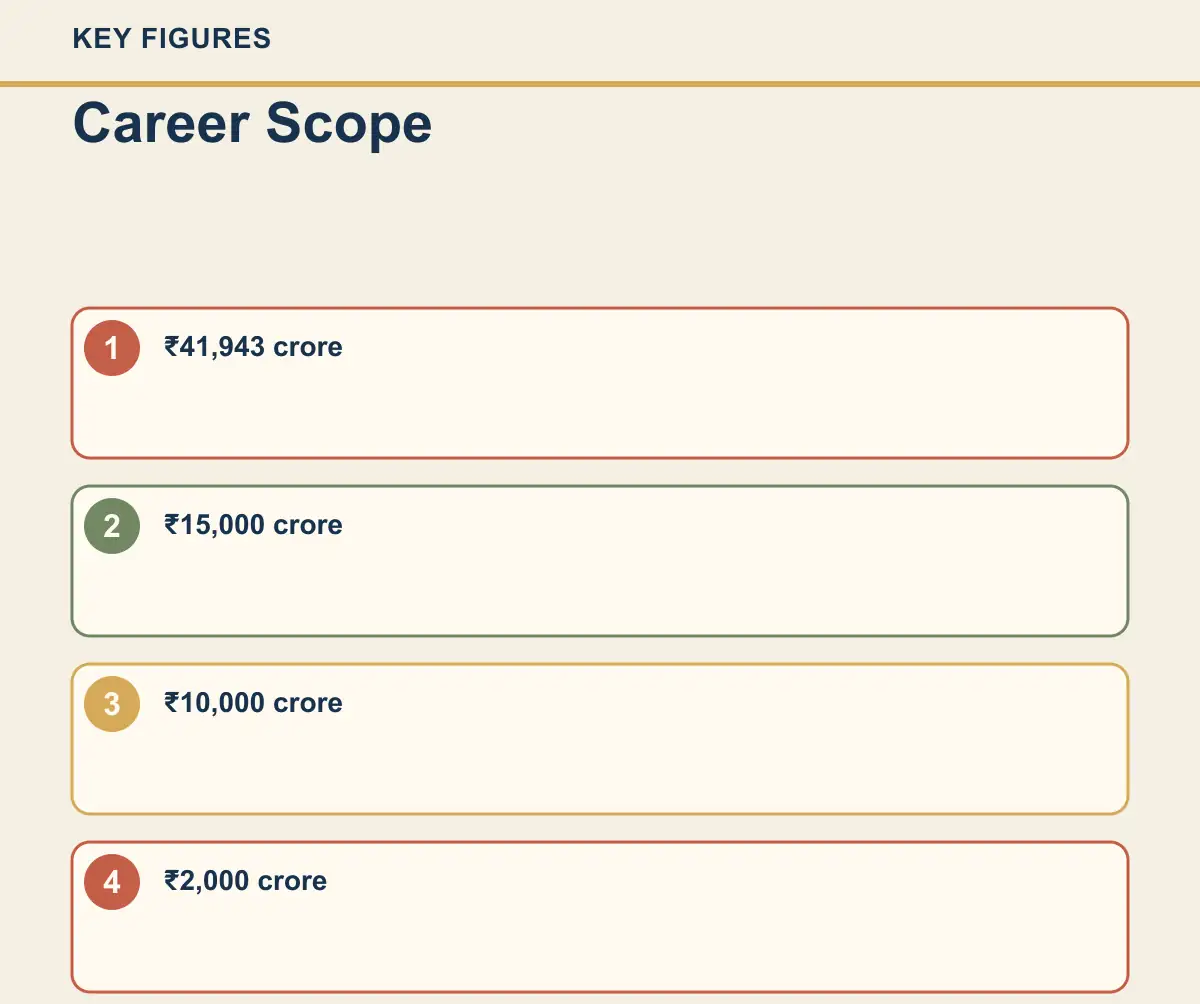 KEY FIGURES
Career Scope
1 ₹41,943 crore
2 ₹15,000 crore
3 ₹10,000 crore
4 ₹2,000 crore